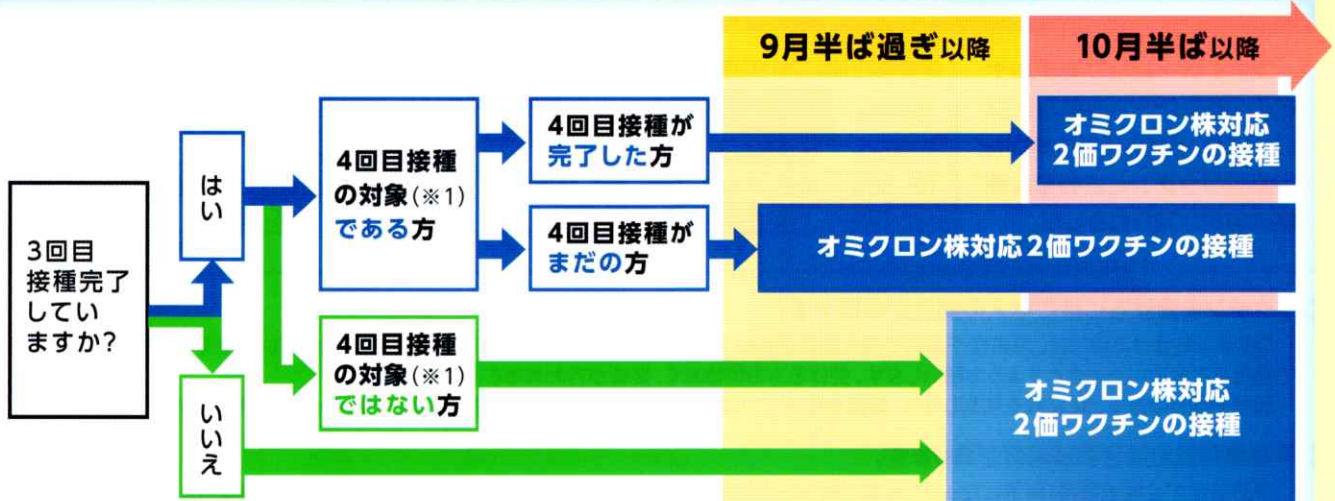 9月半ば過ぎ以降
10月半ば以降
3回目
接種完了
してい
ますか?
はい
いいえ
4回目接種
の対象(※1)
である方
4回目接種が
完了した方
オミクロン株対応
2価ワクチンの接種
4回目接種が
まだの方
オミクロン株対応2価ワクチンの接種
4回目接種
の対象(※1)
ではない方
オミクロン株対応
2価ワクチンの接種